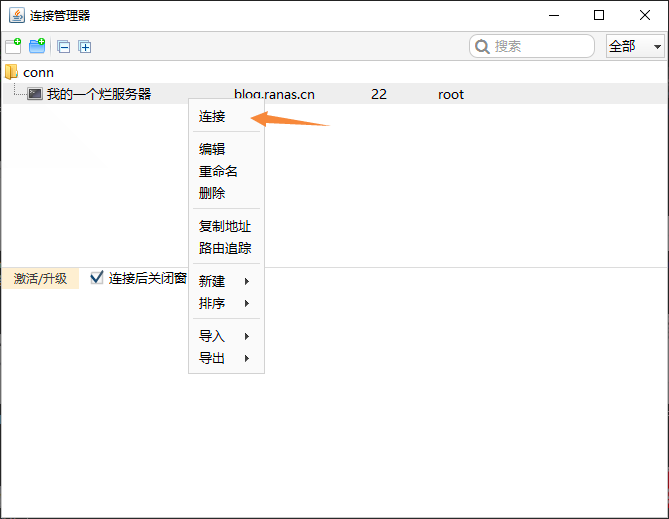 连接管理器
搜索
全部
conn
我的一个烂服务器 blog.ranas.cn 22 root
连接
编辑
重命名
删除
复制地址
路由追踪
激活/升级
连接后关闭窗
新建
排序
导入
导出